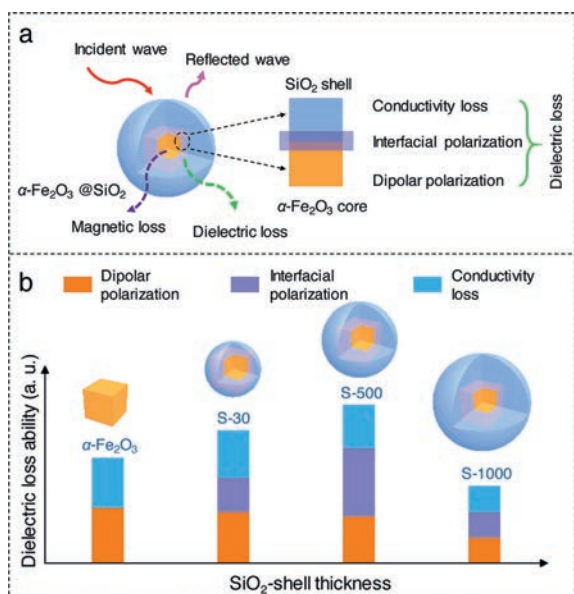 a
Incident wave
Reflected wave
SiO₂ shell
Conductivity loss
Interfacial polarization
Dipolar polarization
Dielectric loss
α-Fe₂O₃ @SiO₂
α-Fe₂O₃ core
Magnetic loss
Dielectric loss
b
Dipolar
polarization
Interfacial
polarization
Conductivity
loss
Dielectric loss ability (a. u.)
α-Fe₂O₃
S-30
S-500
S-1000
SiO₂-shell thickness